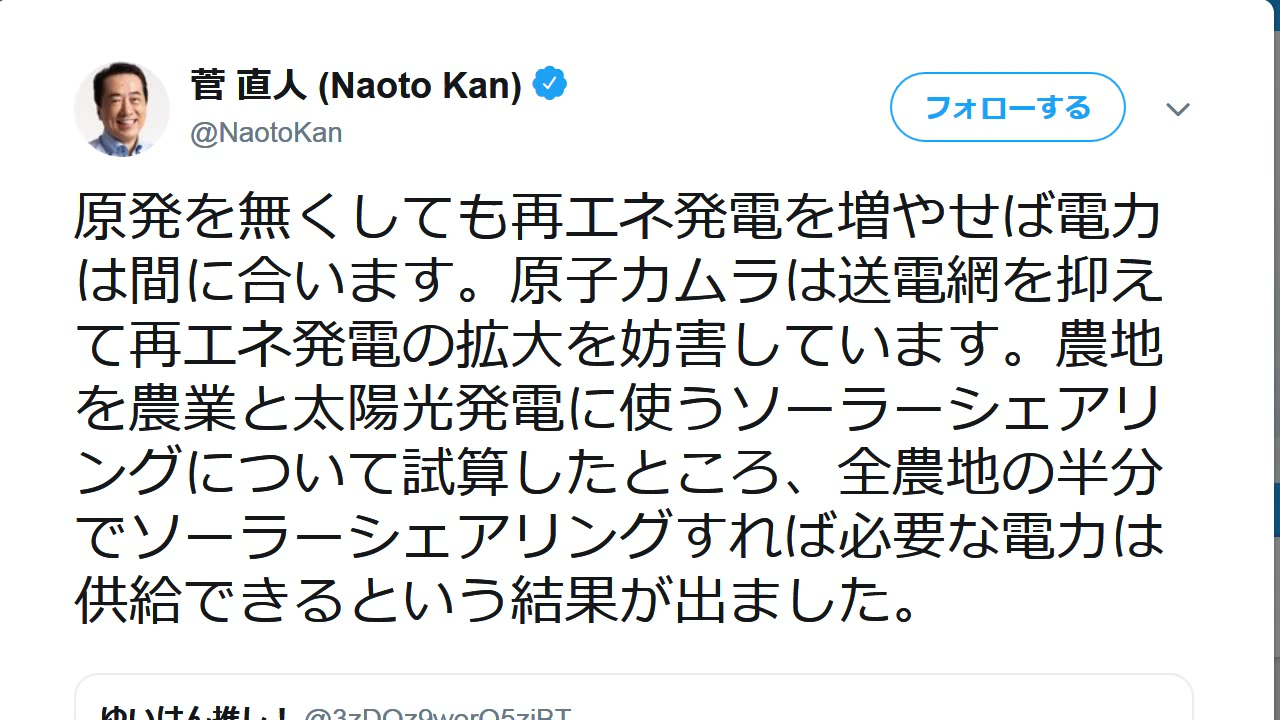 菅 直人 (Naoto Kan)
@NaotoKan
フォローする
原発を無くしても再エネ発電を増やせば電力
は間に合います。原子力ムラは送電網を抑え
て再エネ発電の拡大を妨害しています。農地
を農業と太陽光発電に使うソーラーシェアリ
ングについて試算したところ、全農地の半分
でソーラーシェアリングすれば必要な電力は
供給できるという結果が出ました。
ゆいはん推し！